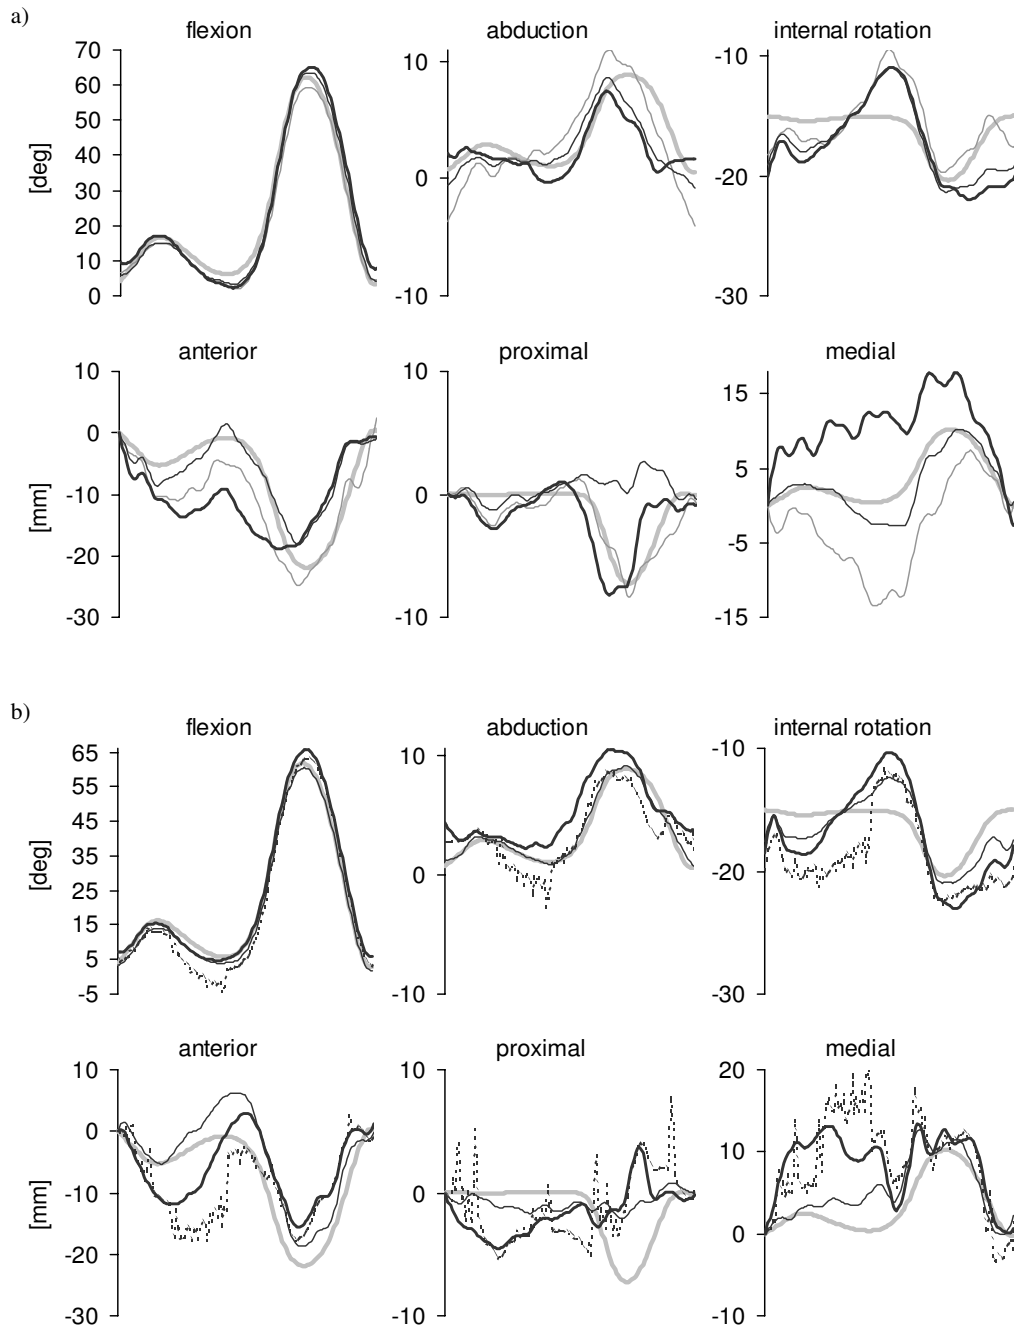 a)
flexion
abduction
internal rotation
[deg]
70
60
50
40
30
20
10
0
10
0
-10
-10
-20
-30
anterior
proximal
medial
[mm]
10
0
-10
-20
-30
10
0
-10
15
5
-5
-15
b)
flexion
abduction
internal rotation
[deg]
65
55
45
35
25
15
5
-5
10
0
-10
-10
-20
-30
anterior
proximal
medial
[mm]
10
0
-10
-20
-30
10
0
-10
20
10
0
-10